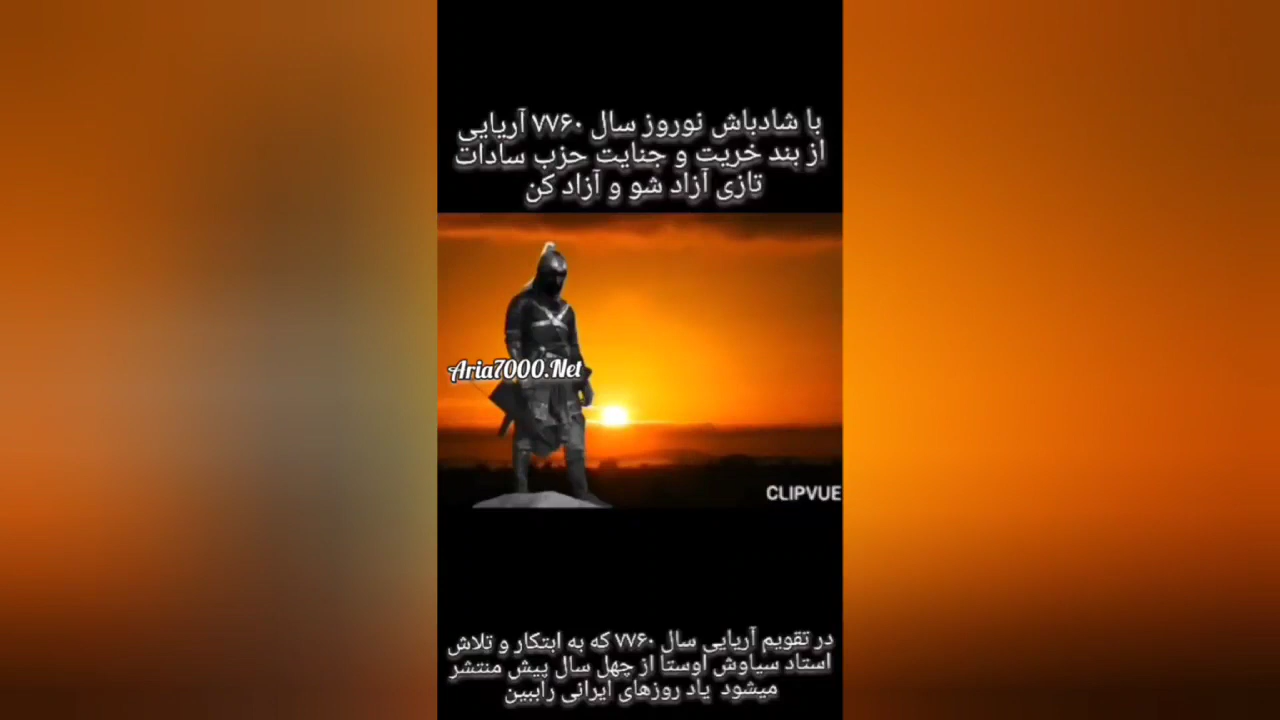 با شادباش نوروز سال ۷۷۶۰ آریایی
از بند خریت و جنایت حزب سادات
تازی آزاد شو و آزاد کن
Aria7000.Net
CLIPVUE
در تقویم آریایی سال ۷۷۶۰ که به ابتکار و تلاش
استاد سیاوش اوستا از چهل سال پیش منتشر
میشود یاد روزهای ایرانی راببین